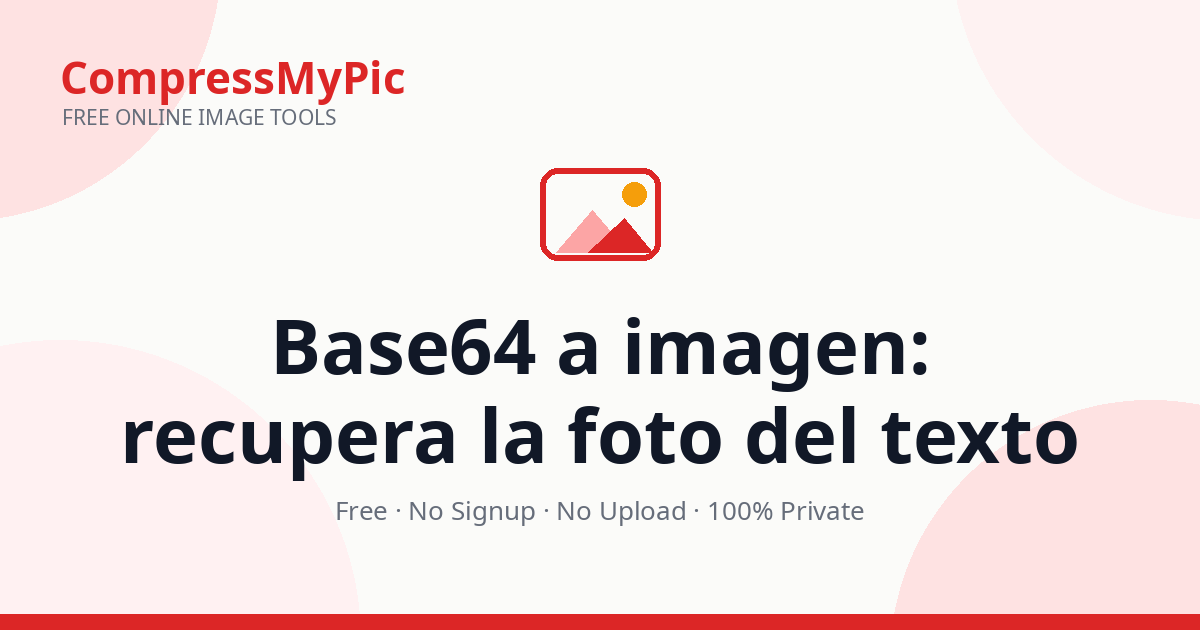 CompressMyPic
FREE ONLINE IMAGE TOOLS
Base64 a imagen:
recupera la foto del texto
Free · No Signup · No Upload · 100% Private